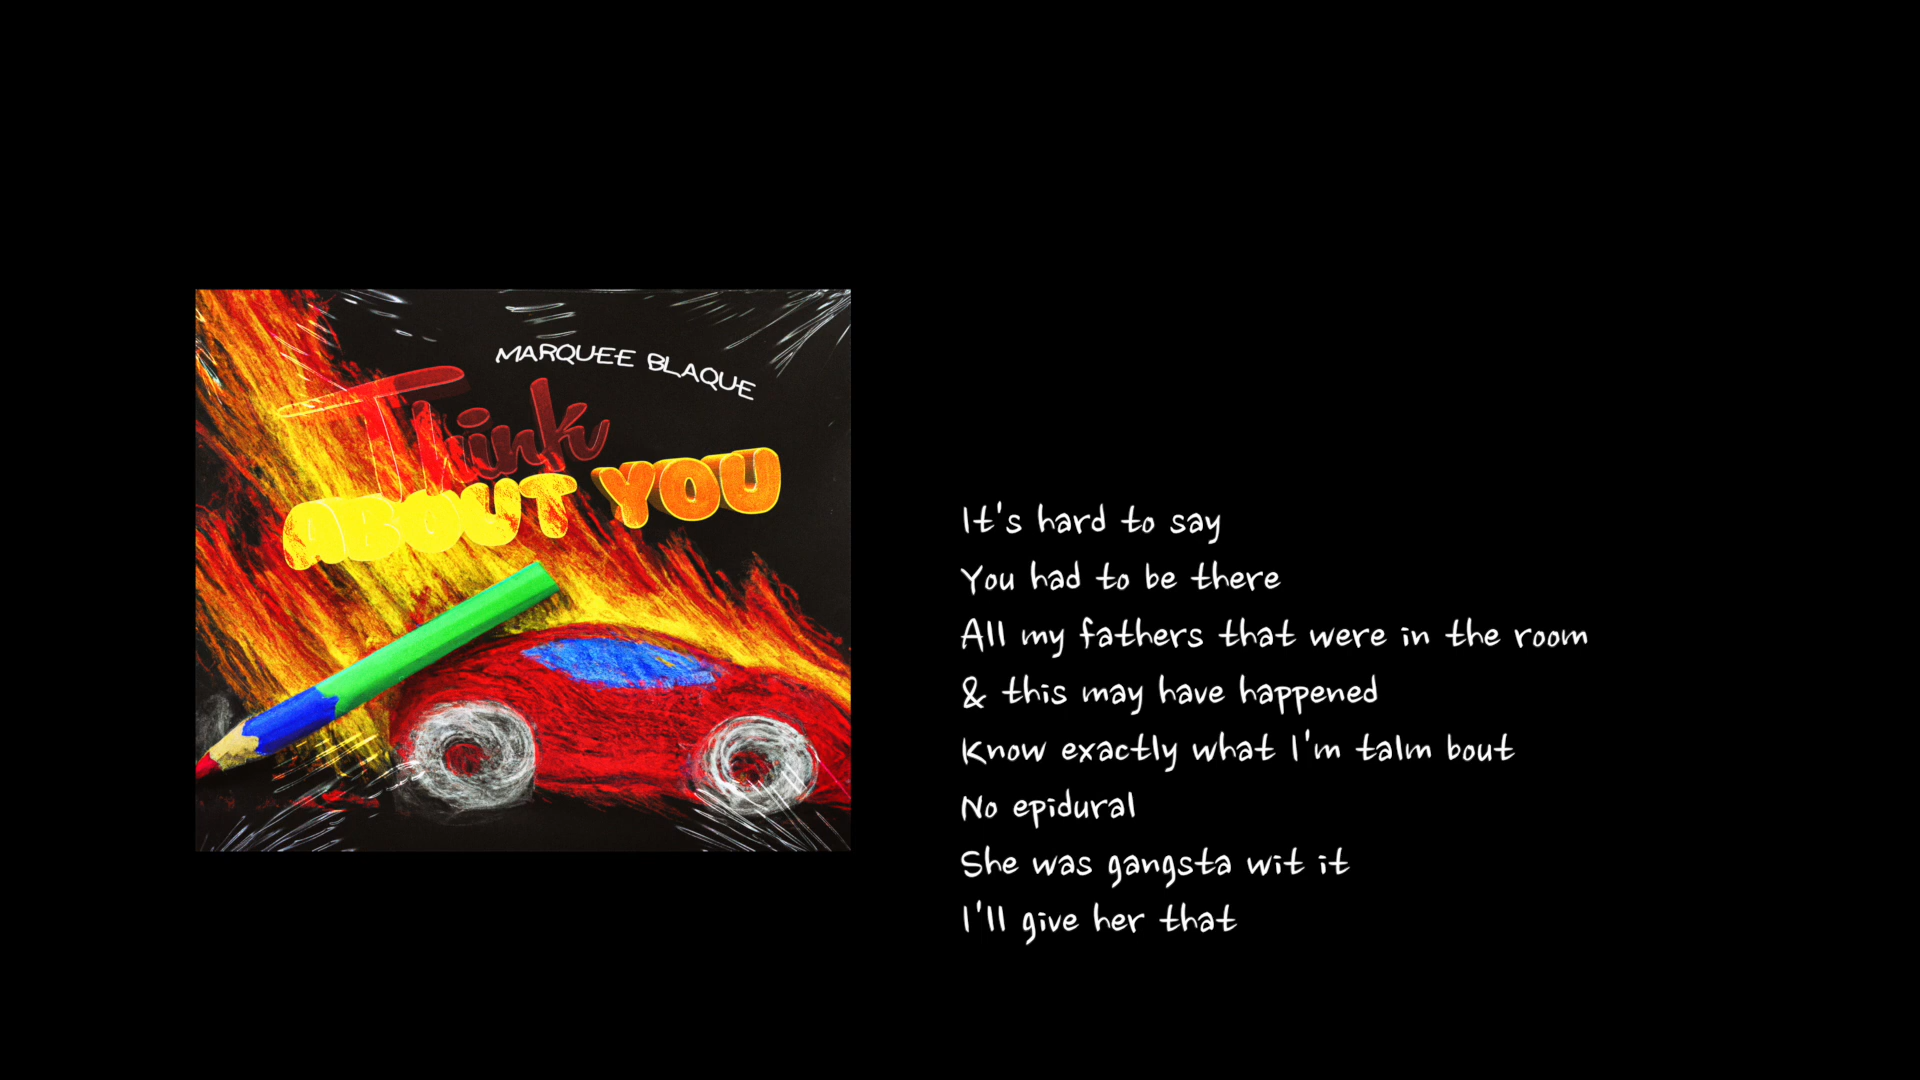 MARQUEE BLAQUE
Think
ABOUT YOU
It's hard to say
You had to be there
All my fathers that were in the room
& this may have happened
Know exactly what I'm talm bout
No epidural
She was gangsta wit it
I'll give her that